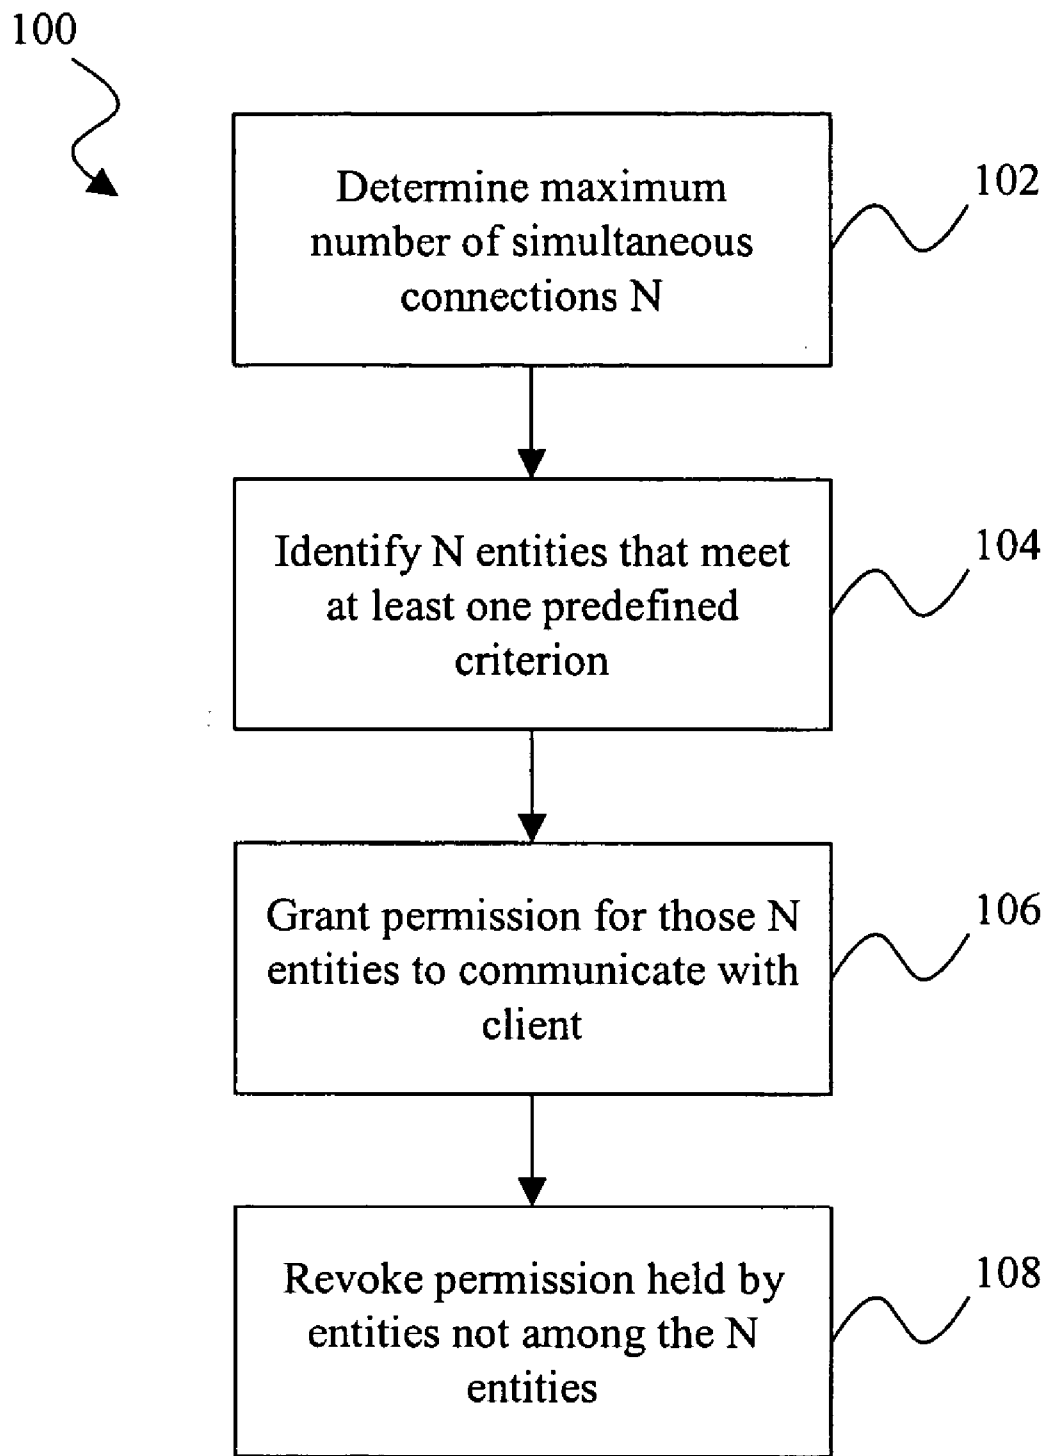 100
Determine maximum
number of simultaneous
connections N
102
Identify N entities that meet
at least one predefined
criterion
104
Grant permission for those N
entities to communicate with
client
106
Revoke permission held by
entities not among the N
entities
108